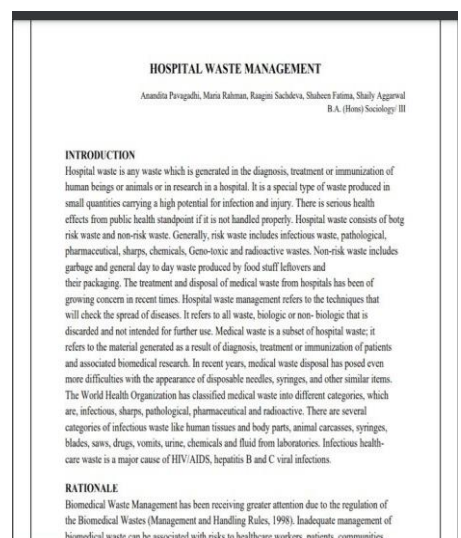 HOSPITAL WASTE MANAGEMENT
Anandita Pavagadhi, Maria Rahman, Raagini Sachdeva, Shaheen Fatima, Shaily Aggarwal
B.A. (Hons) Sociology/ III
INTRODUCTION
Hospital waste is any waste which is generated in the diagnosis, treatment or immunization of
human beings or animals or in research in a hospital. It is a special type of waste produced in
small quantities carrying a high potential for infection and injury. There is serious health
effects from public health standpoint if it is not handled properly. Hospital waste consists of botg
risk waste and non-risk waste. Generally, risk waste includes infectious waste, pathological,
pharmaceutical, sharps, chemicals, Geno-toxic and radioactive wastes. Non-risk waste includes
garbage and general day to day waste produced by food stuff leftovers and
their packaging. The treatment and disposal of medical waste from hospitals has been of
growing concern in recent times. Hospital waste management refers to the techniques that
will check the spread of diseases. It refers to all waste, biologic or non- biologic that is
discarded and not intended for further use. Medical waste is a subset of hospital waste; it
refers to the material generated as a result of diagnosis, treatment or immunization of patients
and associated biomedical research. In recent years, medical waste disposal has posed even
more difficulties with the appearance of disposable needles, syringes, and other similar items.
The World Health Organization has classified medical waste into different categories, which
are, infectious, sharps, pathological, pharmaceutical and radioactive. There are several
categories of infectious waste like human tissues and body parts, animal carcasses, syringes,
blades, saws, drugs, vomits, urine, chemicals and fluid from laboratories. Infectious health-
care waste is a major cause of HIV/AIDS, hepatitis B and C viral infections.
RATIONALE
Biomedical Waste Management has been receiving greater attention due to the regulation of
the Biomedical Wastes (Management and Handling Rules, 1998). Inadequate management of
biomedical waste can be associated with risks to healthcare workers, patients, communities